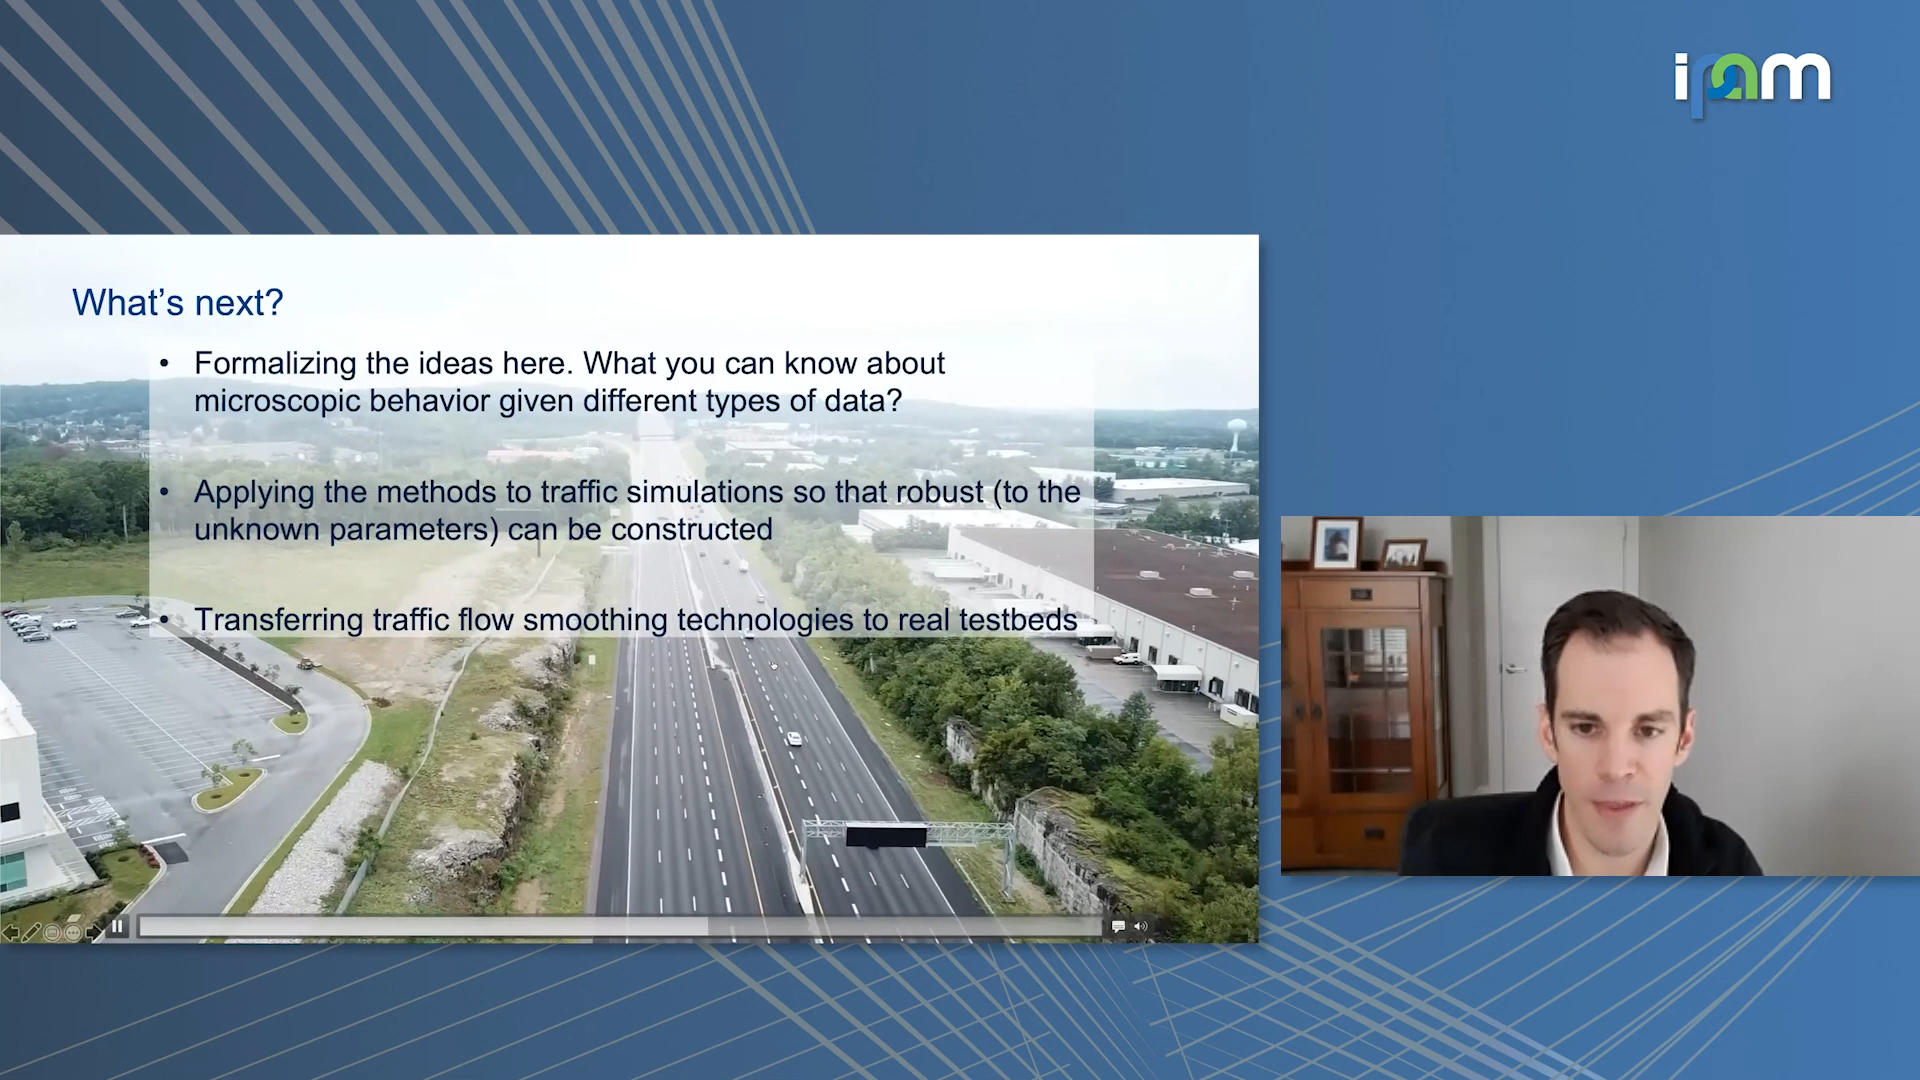 ipam
What's next?
• Formalizing the ideas here. What you can know about
microscopic behavior given different types of data?
• Applying the methods to traffic simulations so that robust (to the
unknown parameters) can be constructed
• Transferring traffic flow smoothing technologies to real testbeds